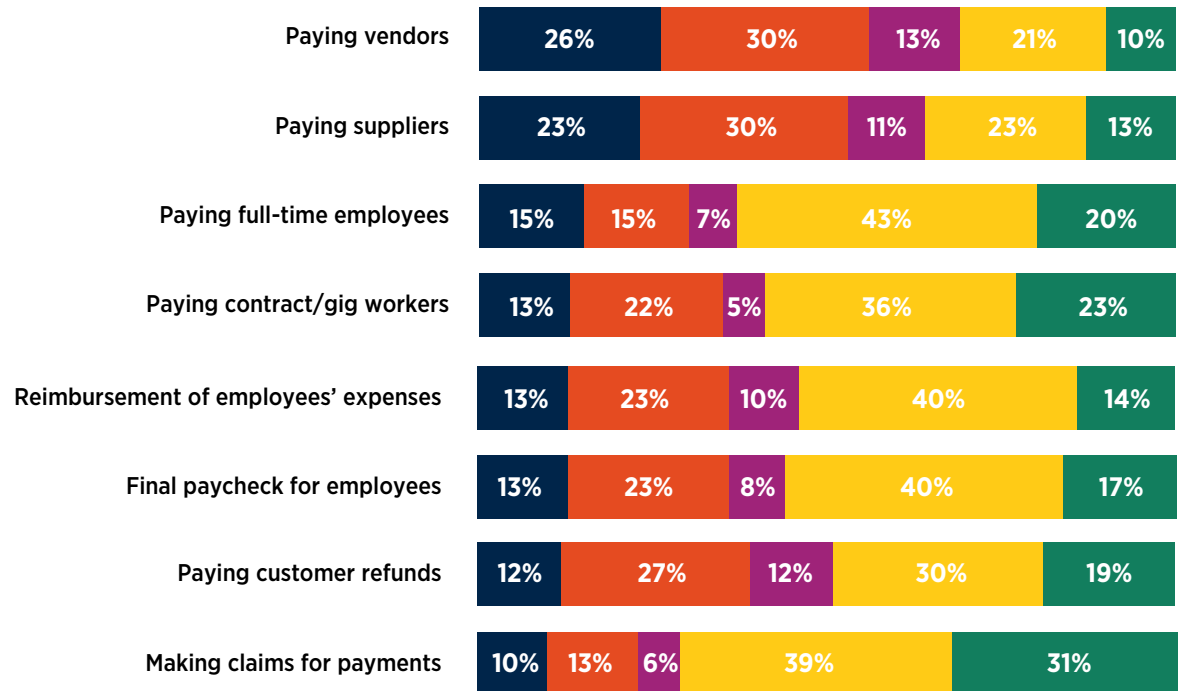 Paying vendors 26% 30% 13% 21% 10%
Paying suppliers 23% 30% 11% 23% 13%
Paying full-time employees 15% 15% 7% 43% 20%
Paying contract/gig workers 13% 22% 5% 36% 23%
Reimbursement of employees’ expenses 13% 23% 10% 40% 14%
Final paycheck for employees 13% 23% 8% 40% 17%
Paying customer refunds 12% 27% 12% 30% 19%
Making claims for payments 10% 13% 6% 39% 31%